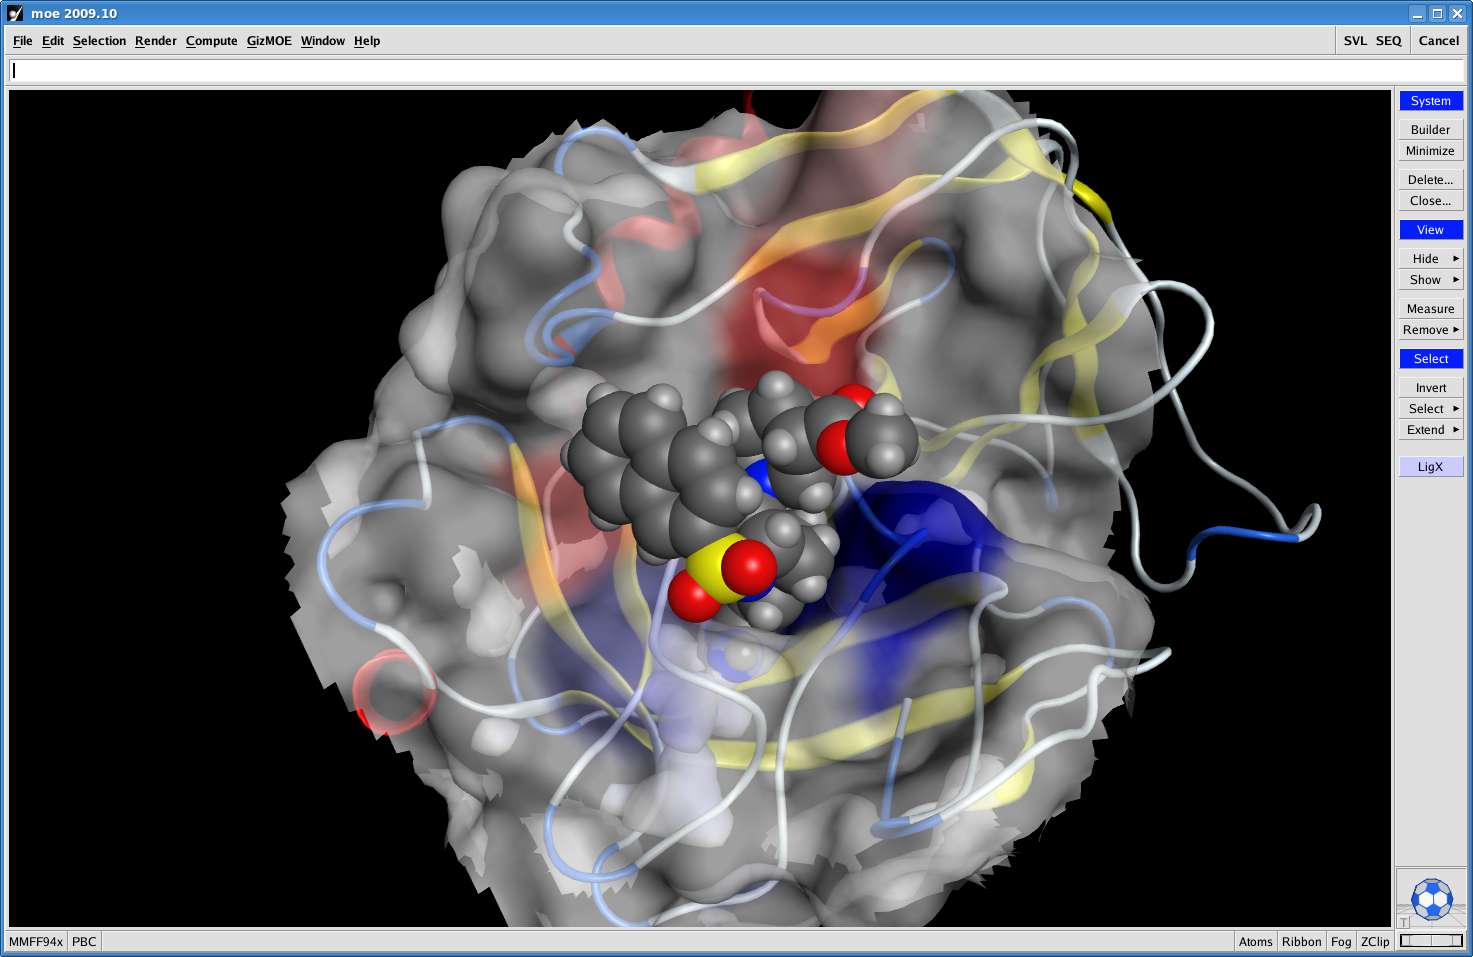 moe 2009.10
File Edit Selection Render Compute GizMOE Window Help SVL SEQ Cancel
System
Builder
Minimize
Delete...
Close...
View
Hide
Show
Measure
Remove
Select
Invert
Select
Extend
LigX
T
MMFF94x PBC Atoms Ribbon Fog ZClip